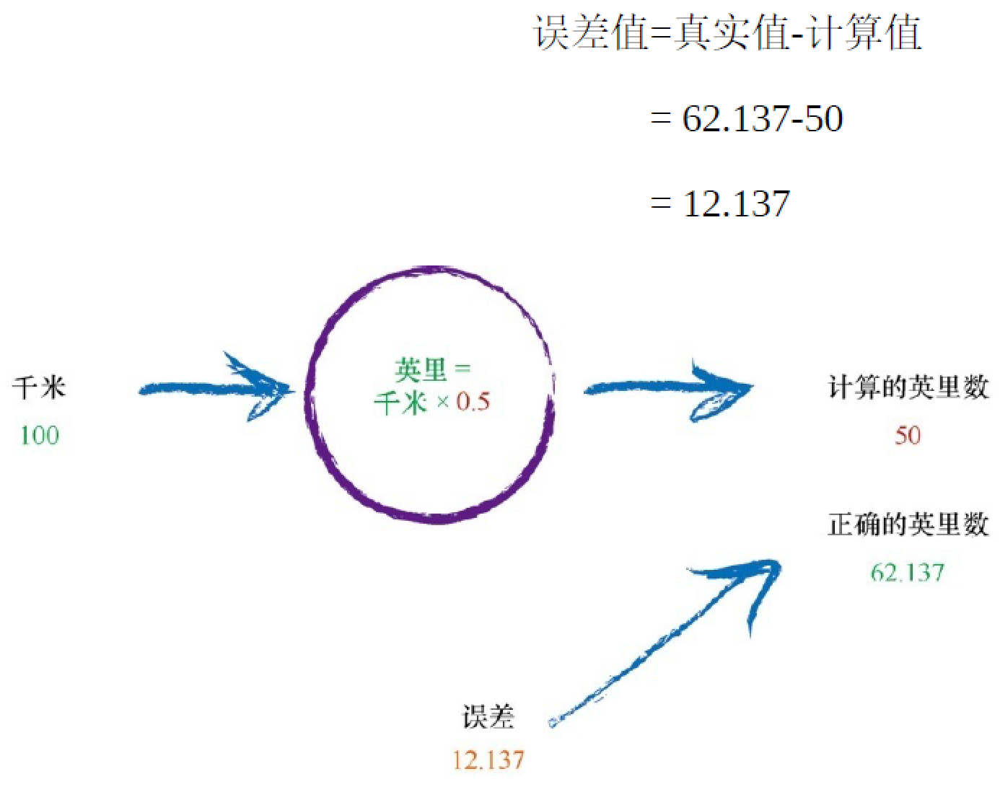 误差值=真实值-计算值
= 62.137-50
= 12.137
英里 =
千米 × 0.5
千米
100
计算的英里数
50
正确的英里数
62.137
误差
12.137